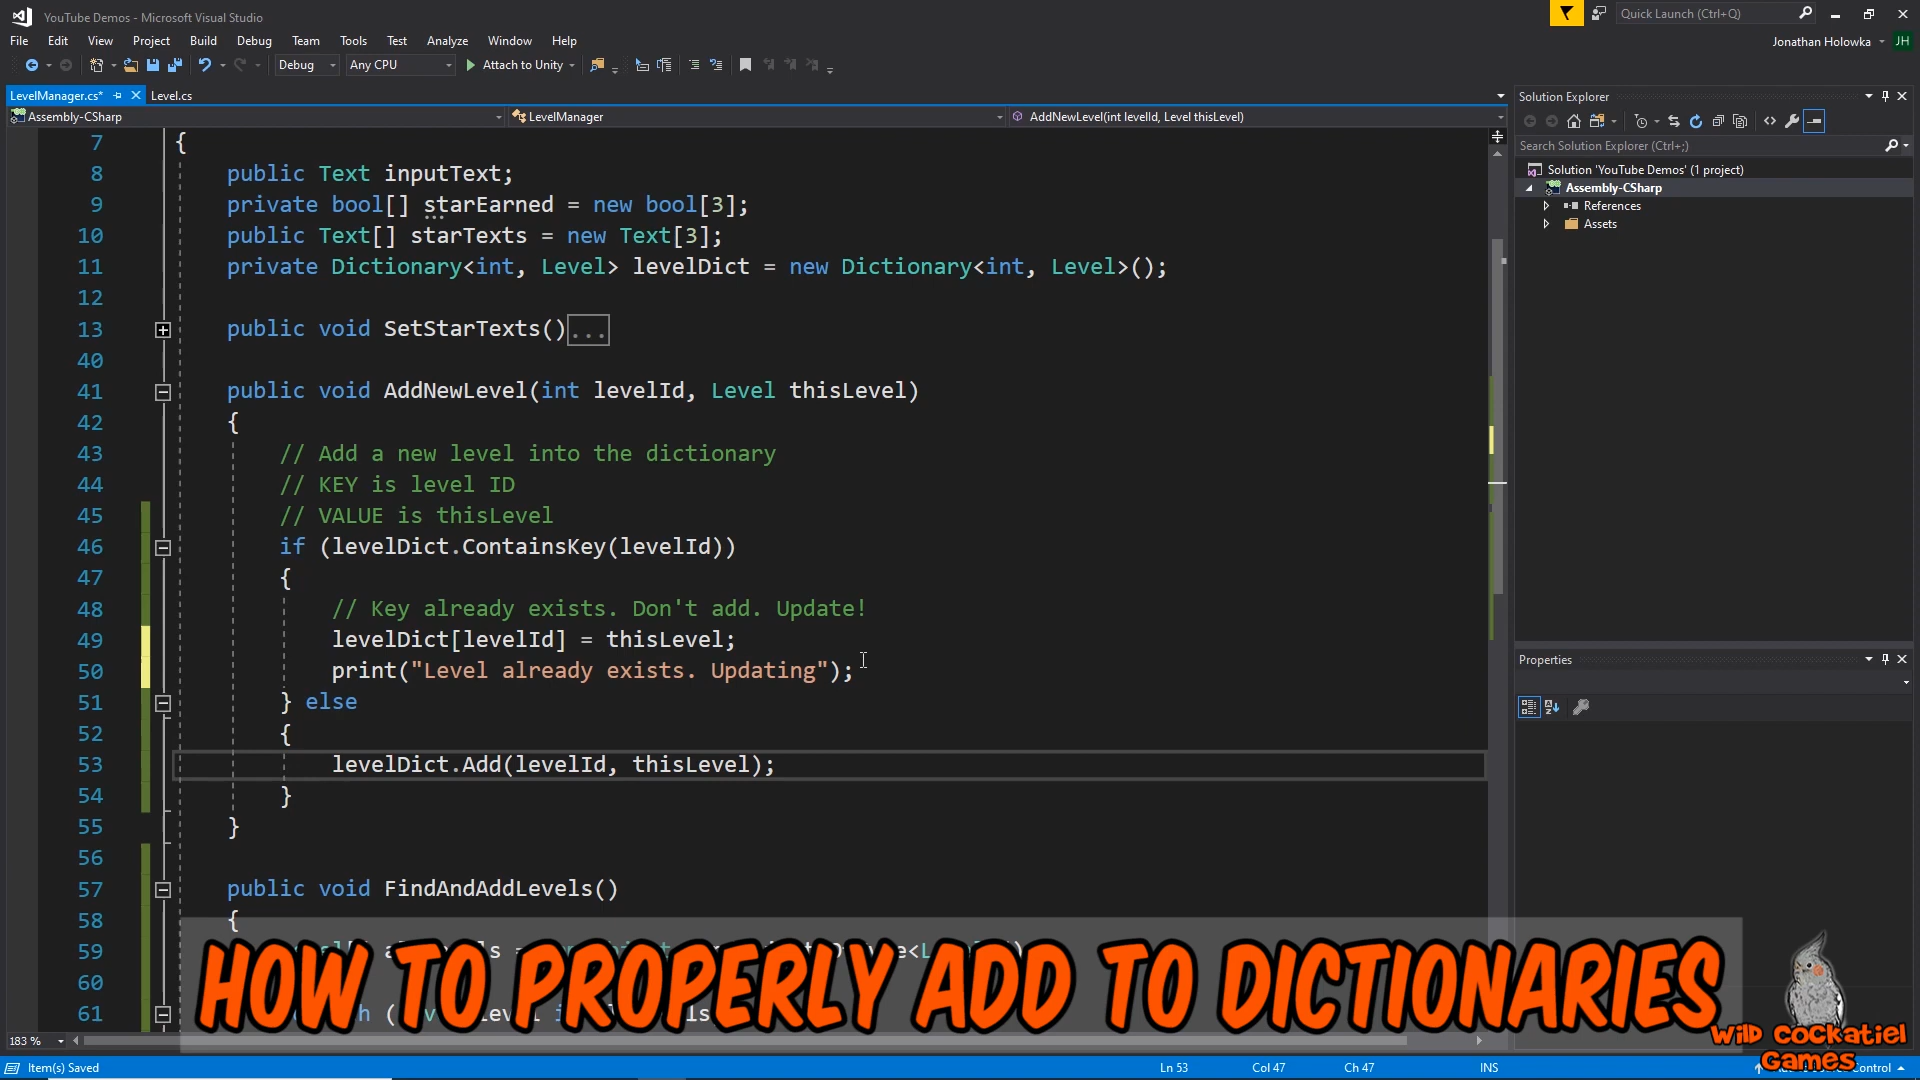 YouTube Demos - Microsoft Visual Studio
Quick Launch (Ctrl+Q)
File Edit View Project Build Debug Team Tools Test Analyze Window Help
Jonathan Holowka JH
Debug Any CPU Attach to Unity
LevelManager.cs* Level.cs
Assembly-CSharp LevelManager AddNewLevel(int levelId, Level thisLevel)
7 {
8 public Text inputText;
9 private bool[] starEarned = new bool[3];
10 public Text[] starTexts = new Text[3];
11 private Dictionary<int, Level> levelDict = new Dictionary<int, Level>();
12
13 public void SetStarTexts()...
40
41 public void AddNewLevel(int levelId, Level thisLevel)
42 {
43 // Add a new level into the dictionary
44 // KEY is level ID
45 // VALUE is thisLevel
46 if (levelDict.ContainsKey(levelId))
47 {
48 // Key already exists. Don't add. Update!
49 levelDict[levelId] = thisLevel;
50 print("Level already exists. Updating");
51 } else
52 {
53 levelDict.Add(levelId, thisLevel);
54 }
55 }
56
57 public void FindAndAddLevels()
58 {
59
60
61
HOW TO PROPERLY ADD TO DICTIONARIES
183 %
Item(s) Saved Ln 53 Col 47 Ch 47 INS
Solution Explorer
Search Solution Explorer (Ctrl+;)
Solution 'YouTube Demos' (1 project)
Assembly-CSharp
References
Assets
Properties
Wild Cockatiel
Games
Control